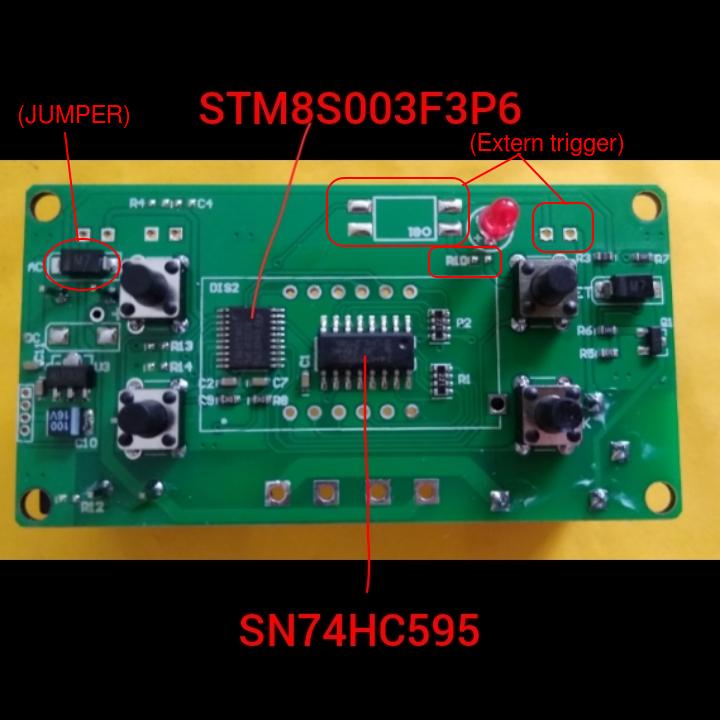 STM8S003F3P6
(JUMPER)
(Extern trigger)
R4
C4
180
R10
R3
R7
AC
M7
DIS2
R13
P2
R6
R14
C1
R1
R5
U3
C2
C7
C9
R8
100
16V
C10
K
R12
SN74HC595